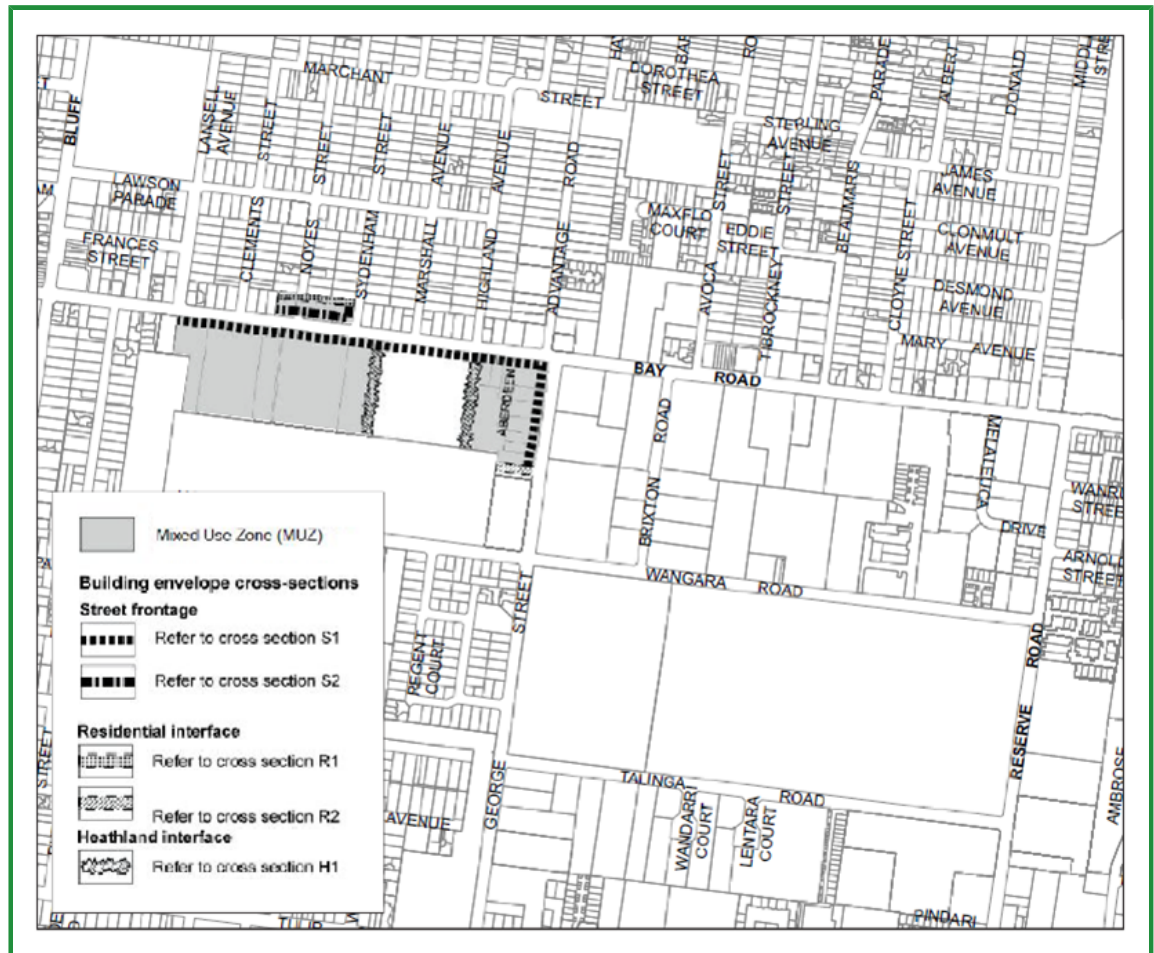 MARCHANT
STREET
DOROTHEA
STREET
PARADE
ALBERT
DONALD
STREET
BLUFF
LANSELL
AVENUE
STREET
STREET
STREET
AVENUE
AVENUE
ROAD
STERLING
AVENUE
STREET
STREET
JAMES
AVENUE
LAWSON
PARADE
FRANCES
STREET
CLEMENTS
NOYES
SYDENHAM
MARSHALL
HIGHLAND
ADVANTAGE
COURT
EDDIE
STREET
AVOCA
TIBROCKNEY
BEAUMARIS
CLOYNE STREET
CLONMULT
AVENUE
DESMOND
AVENUE
MARY AVENUE
BAY ROAD
ABERDEEN
BRIXTON ROAD
MELALEUCA
DRIVE
STREET
ARNOLD
STREET
WANGARA ROAD
STREET
REGENT
COURT
GEORGE
RESERVE ROAD
TALINGA ROAD
WANDARRI
COURT
LENTARA
COURT
AMBROSE
PINDARI
AVENUE
STREET
Mixed Use Zone (MUZ)
Building envelope cross-sections
Street frontage
Refer to cross section S1
Refer to cross section S2
Residential interface
Refer to cross section R1
Refer to cross section R2
Heathland interface
Refer to cross section H1